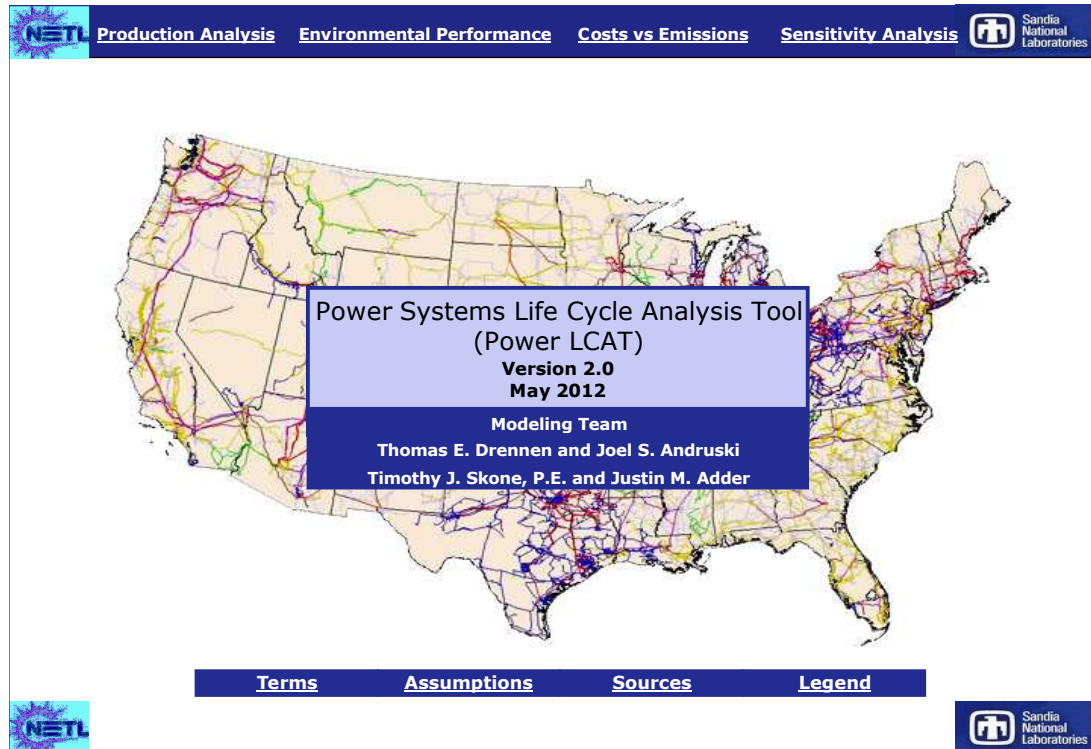 NETL
Production Analysis Environmental Performance Costs vs Emissions Sensitivity Analysis
Sandia
National
Laboratories
Power Systems Life Cycle Analysis Tool
(Power LCAT)
Version 2.0
May 2012
Modeling Team
Thomas E. Drennen and Joel S. Andruski
Timothy J. Skone, P.E. and Justin M. Adder
Terms Assumptions Sources Legend
NETL
Sandia
National
Laboratories